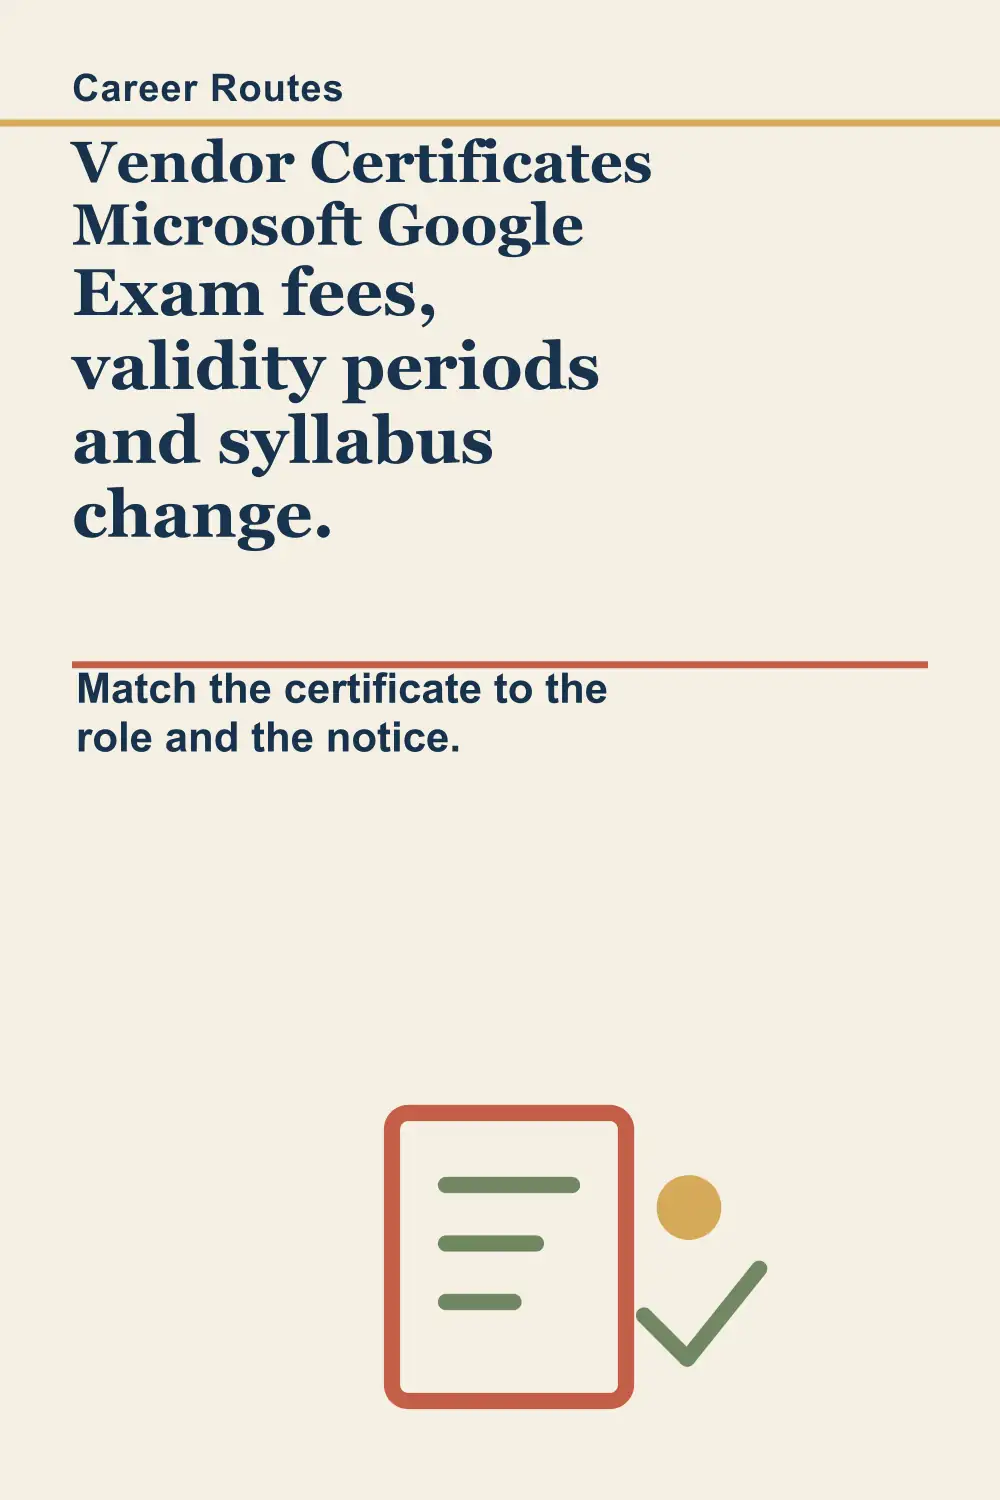 Career Routes
Vendor Certificates
Microsoft Google
Exam fees,
validity periods
and syllabus
change.
Match the certificate to the
role and the notice.